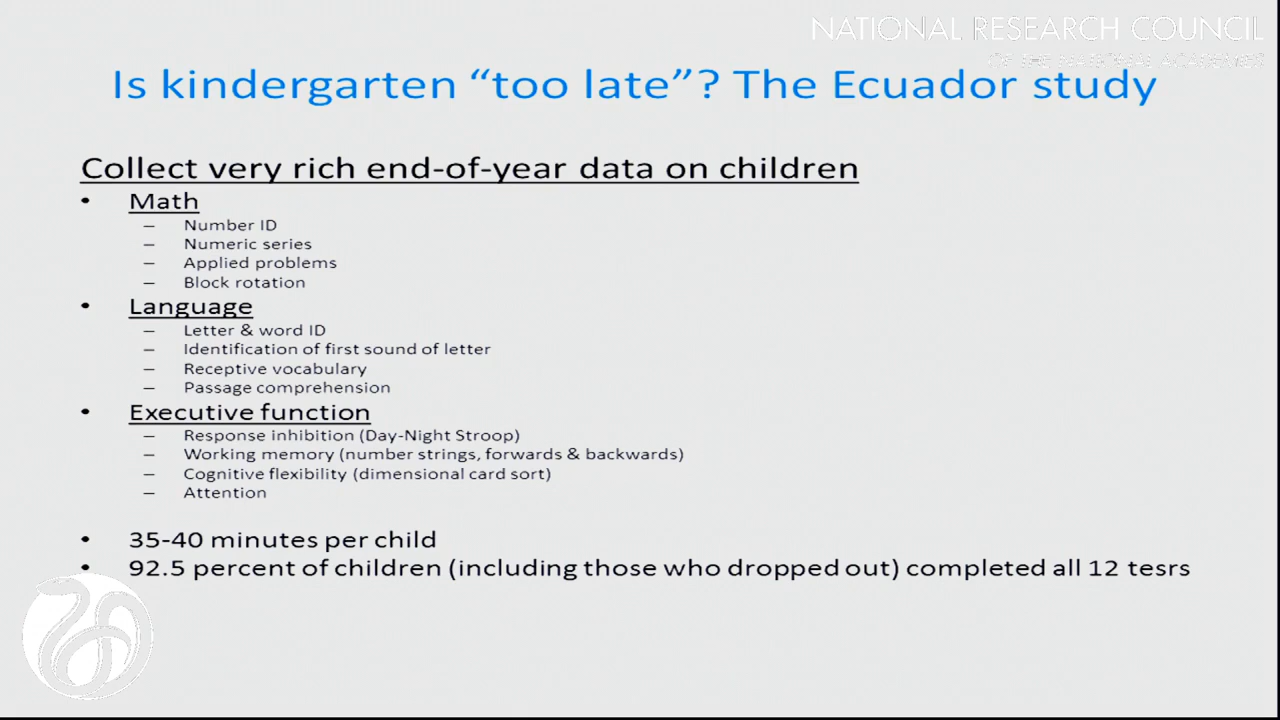 NATIONAL RESEARCH COUNCIL
OF THE NATIONAL ACADEMIES
Is kindergarten “too late”? The Ecuador study
Collect very rich end-of-year data on children
• Math
– Number ID
– Numeric series
– Applied problems
– Block rotation
• Language
– Letter & word ID
– Identification of first sound of letter
– Receptive vocabulary
– Passage comprehension
• Executive function
– Response inhibition (Day-Night Stroop)
– Working memory (number strings, forwards & backwards)
– Cognitive flexibility (dimensional card sort)
– Attention
• 35-40 minutes per child
• 92.5 percent of children (including those who dropped out) completed all 12 tesrs